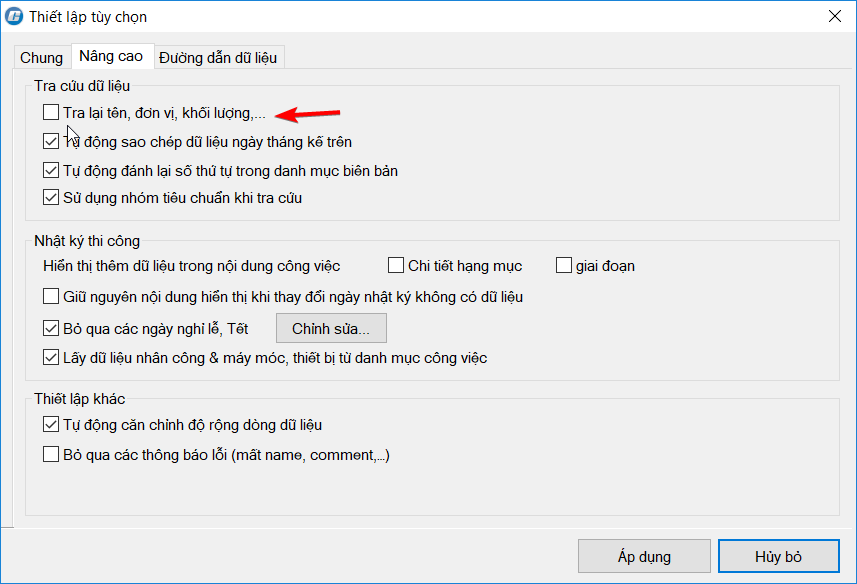 Thiết lập tùy chọn
Chung Nâng cao Đường dẫn dữ liệu
Tra cứu dữ liệu
Tra lại tên, đơn vị, khối lượng,...
Tự động sao chép dữ liệu ngày tháng kế trên
Tự động đánh lại số thứ tự trong danh mục biên bản
Sử dụng nhóm tiêu chuẩn khi tra cứu
Nhật ký thi công
Hiển thị thêm dữ liệu trong nội dung công việc Chi tiết hạng mục giai đoạn
Giữ nguyên nội dung hiển thị khi thay đổi ngày nhật ký không có dữ liệu
Bỏ qua các ngày nghỉ lễ, Tết Chỉnh sửa...
Lấy dữ liệu nhân công & máy móc, thiết bị từ danh mục công việc
Thiết lập khác
Tự động căn chỉnh độ rộng dòng dữ liệu
Bỏ qua các thông báo lỗi (mất name, comment,...)
Áp dụng Hủy bỏ